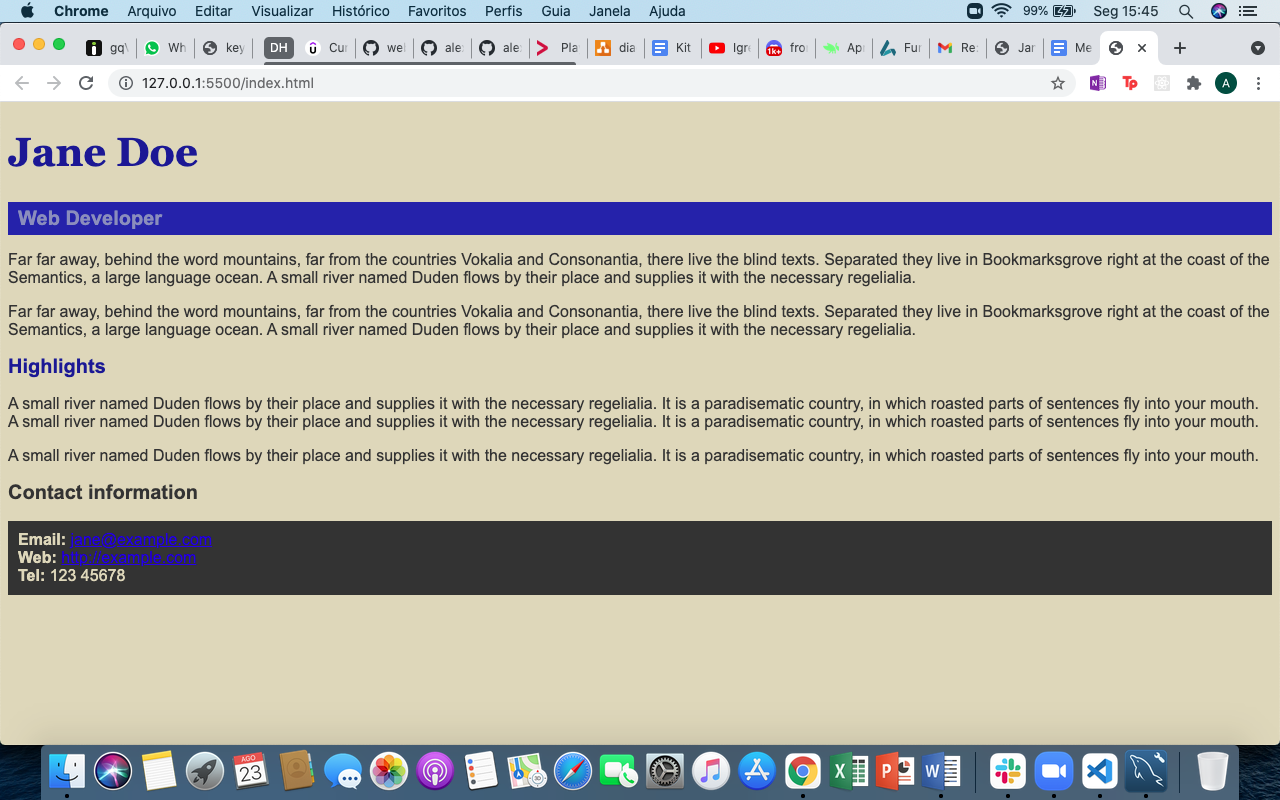 Chrome Arquivo Editar Visualizar Histórico Favoritos Perfis Guia Janela Ajuda 99% Seg 15:45
gqV Wh key DH Cur wel ale: ale: Pla dia Kit Igre 1k+ fror Apr Fur Re: Jar Me
127.0.0.1:5500/index.html N Tp A
Jane Doe
Web Developer
Far far away, behind the word mountains, far from the countries Vokalia and Consonantia, there live the blind texts. Separated they live in Bookmarksgrove right at the coast of the
Semantics, a large language ocean. A small river named Duden flows by their place and supplies it with the necessary regelialia.
Far far away, behind the word mountains, far from the countries Vokalia and Consonantia, there live the blind texts. Separated they live in Bookmarksgrove right at the coast of the
Semantics, a large language ocean. A small river named Duden flows by their place and supplies it with the necessary regelialia.
Highlights
A small river named Duden flows by their place and supplies it with the necessary regelialia. It is a paradisematic country, in which roasted parts of sentences fly into your mouth.
A small river named Duden flows by their place and supplies it with the necessary regelialia. It is a paradisematic country, in which roasted parts of sentences fly into your mouth.
A small river named Duden flows by their place and supplies it with the necessary regelialia. It is a paradisematic country, in which roasted parts of sentences fly into your mouth.
Contact information
Email: jane@example.com
Web: http://example.com
Tel: 123 45678
AGO
23
3D X P W